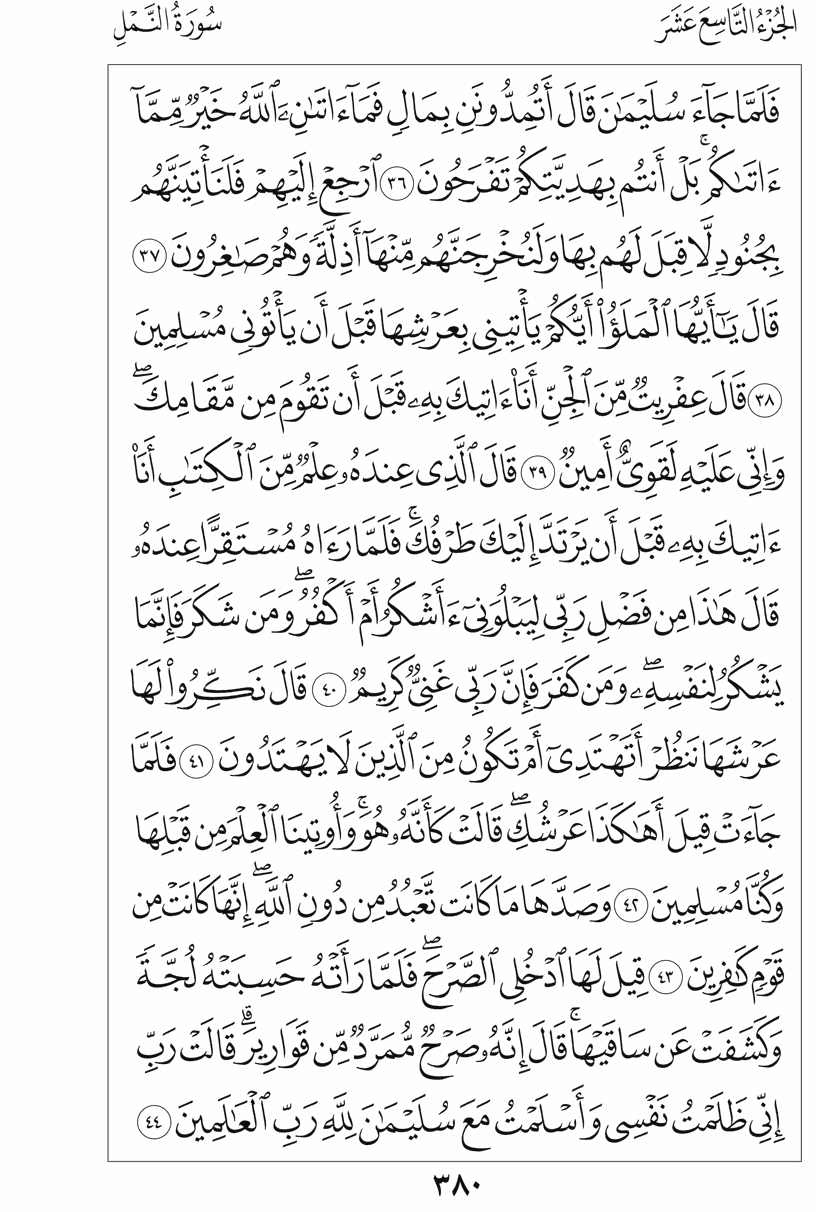 الجُزْءُ التَّاسِعَ عَشَرَ
سُورَةُ النَّمْلِ
فَلَمَّا جَآءَ سُلَيْمَٰنَ قَالَ أَتُمِدُّونَنِ بِمَالٍ فَمَآ ءَاتَىٰنِۦَ ٱللَّهُ خَيْرٌ مِّمَّآ
ءَاتَىٰكُمۚ بَلْ أَنتُم بِهَدِيَّتِكُمْ تَفْرَحُونَ ٣٦ ٱرْجِعْ إِلَيْهِمْ فَلَنَأْتِيَنَّهُم
بِجُنُودٍ لَّا قِبَلَ لَهُم بِهَا وَلَنُخْرِجَنَّهُم مِّنْهَآ أَذِلَّةً وَهُمْ صَٰغِرُونَ ٣٧
قَالَ يَٰٓأَيُّهَا ٱلْمَلَؤُا۟ أَيُّكُمْ يَأْتِينِى بِعَرْشِهَا قَبْلَ أَن يَأْتُونِى مُسْلِمِينَ
٣٨ قَالَ عِفْرِيتٌ مِّنَ ٱلْجِنِّ أَنَا۠ ءَاتِيكَ بِهِۦ قَبْلَ أَن تَقُومَ مِن مَّقَامِكَۖ
وَإِنِّى عَلَيْهِ لَقَوِىٌّ أَمِينٌ ٣٩ قَالَ ٱلَّذِى عِندَهُۥ عِلْمٌ مِّنَ ٱلْكِتَٰبِ أَنَا۠
ءَاتِيكَ بِهِۦ قَبْلَ أَن يَرْتَدَّ إِلَيْكَ طَرْفُكَۚ فَلَمَّا رَءَاهُ مُسْتَقِرًّا عِندَهُۥ
قَالَ هَٰذَا مِن فَضْلِ رَبِّى لِيَبْلُوَنِىٓ ءَأَشْكُرُ أَمْ أَكْفُرُۖ وَمَن شَكَرَ فَإِنَّمَا
يَشْكُرُ لِنَفْسِهِۦۖ وَمَن كَفَرَ فَإِنَّ رَبِّى غَنِىٌّ كَرِيمٌ ٤٠ قَالَ نَكِّرُوا۟ لَهَا
عَرْشَهَا نَنظُرْ أَتَهْتَدِىٓ أَمْ تَكُونُ مِنَ ٱلَّذِينَ لَا يَهْتَدُونَ ٤١ فَلَمَّا
جَآءَتْ قِيلَ أَهَٰكَذَا عَرْشُكِۖ قَالَتْ كَأَنَّهُۥ هُوَۚ وَأُوتِينَا ٱلْعِلْمَ مِن قَبْلِهَا
وَكُنَّا مُسْلِمِينَ ٤٢ وَصَدَّهَا مَا كَانَت تَّعْبُدُ مِن دُونِ ٱللَّهِۖ إِنَّهَا كَانَتْ مِن
قَوْمٍ كَٰفِرِينَ ٤٣ قِيلَ لَهَا ٱدْخُلِى ٱلصَّرْحَۖ فَلَمَّا رَأَتْهُ حَسِبَتْهُ لُجَّةً
وَكَشَفَتْ عَن سَاقَيْهَاۚ قَالَ إِنَّهُۥ صَرْحٌ مُّمَرَّدٌ مِّن قَوَارِيرَۗ قَالَتْ رَبِّ
إِنِّى ظَلَمْتُ نَفْسِى وَأَسْلَمْتُ مَعَ سُلَيْمَٰنَ لِلَّهِ رَبِّ ٱلْعَٰلَمِينَ ٤٤
٣٨٠